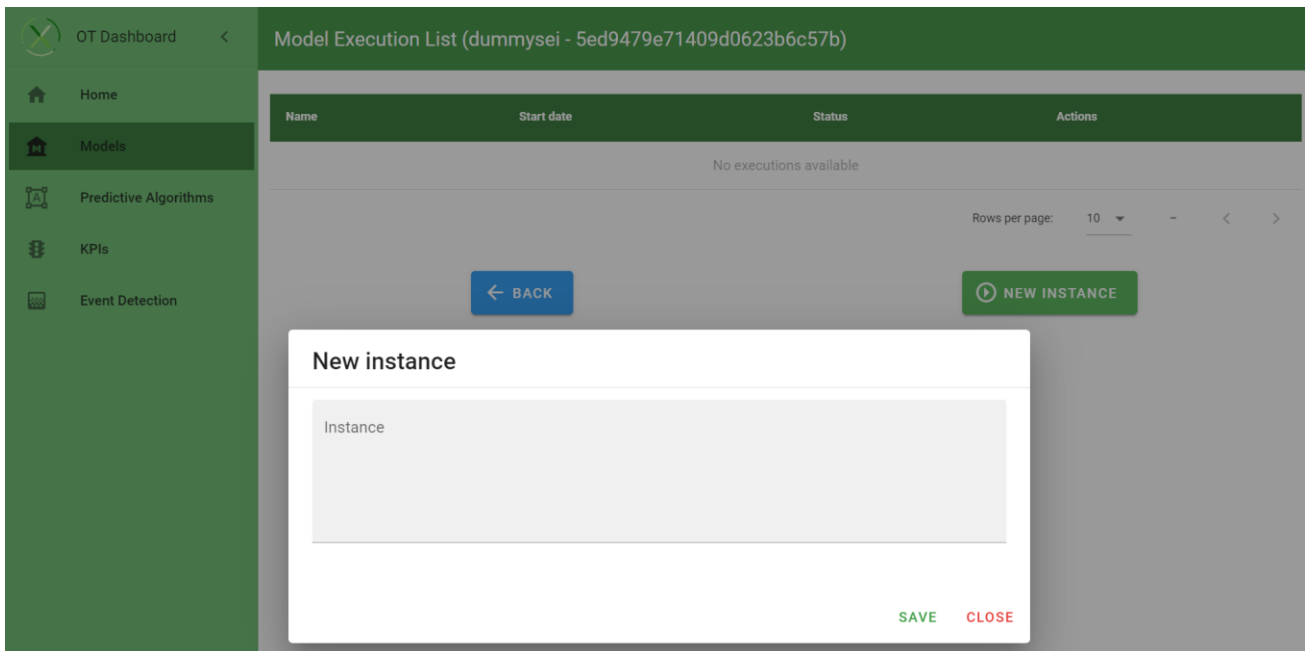 OT Dashboard <
Model Execution List (dummysei - 5ed9479e71409d0623b6c57b)
Home
Models
Predictive Algorithms
KPIs
Event Detection
Name Start date Status Actions
No executions available
Rows per page: 10 – < >
BACK
NEW INSTANCE
New instance
Instance
SAVE CLOSE